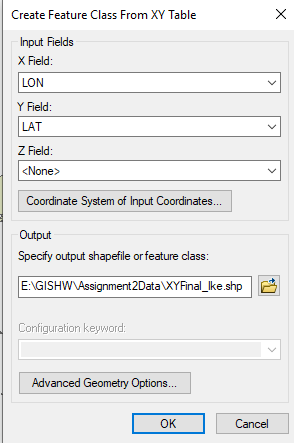 Create Feature Class From XY Table
Input Fields
X Field:
LON
Y Field:
LAT
Z Field:
<None>
Coordinate System of Input Coordinates...
Output
Specify output shapefile or feature class:
E:\GISHW\Assignment2Data\XYFinal_Ike.shp
Configuration keyword:
Advanced Geometry Options...
OK
Cancel